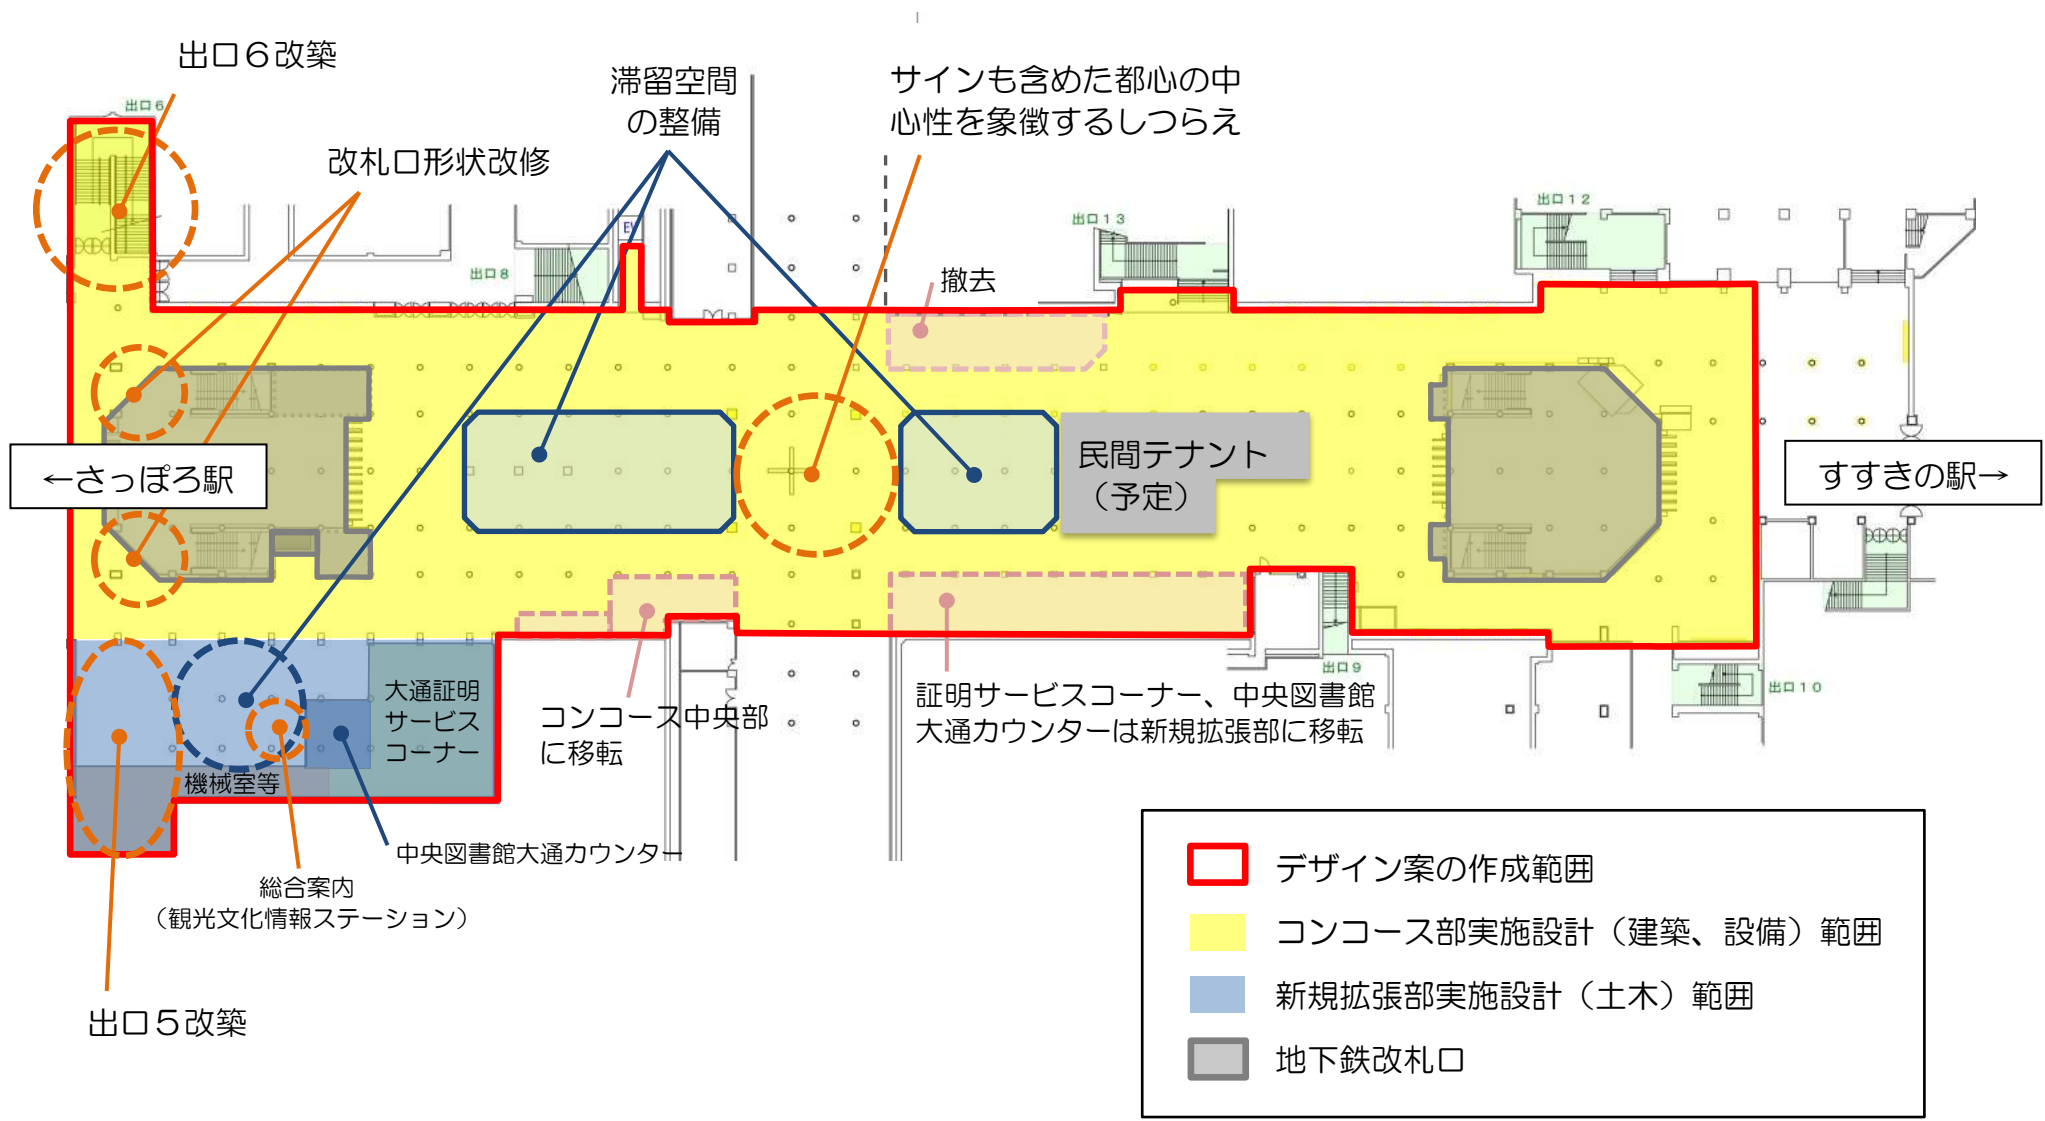 出口６改築
滞留空間
の整備
サインも含めた都心の中
心性を象徴するしつらえ
出口6
改札口形状改修
出口12
出口13
EV
出口8
撤去
←さっぽろ駅
民間テナント
（予定）
すすきの駅→
出口9
出口10
大通証明
サービス
コーナー
コンコース中央部
に移転
証明サービスコーナー、中央図書館
大通カウンターは新規拡張部に移転
機械室等
中央図書館大通カウンター
総合案内
（観光文化情報ステーション）
出口５改築
デザイン案の作成範囲
コンコース部実施設計（建築、設備）範囲
新規拡張部実施設計（土木）範囲
地下鉄改札口